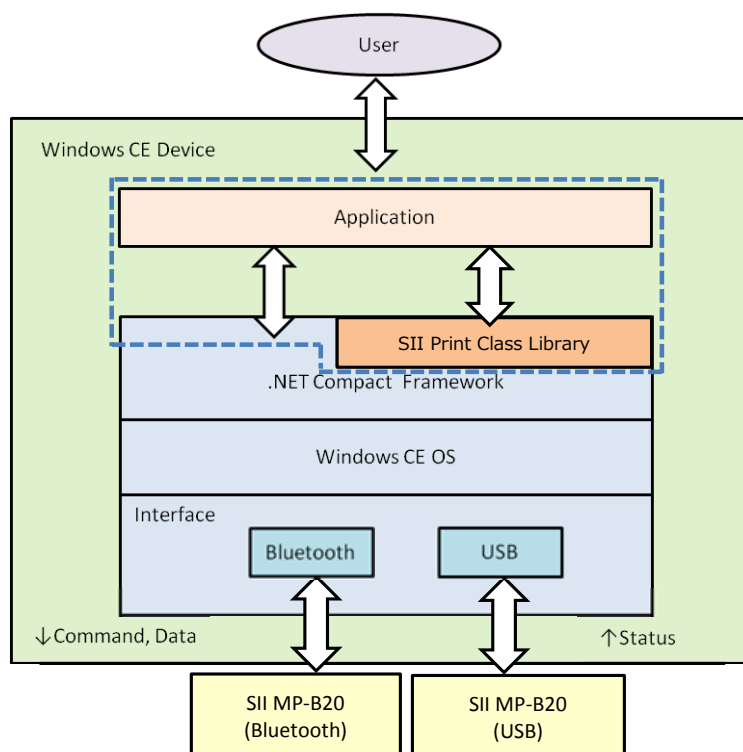 User
Windows CE Device
Application
SII Print Class Library
.NET Compact Framework
Windows CE OS
Interface
Bluetooth
USB
↓Command, Data
↑Status
SII MP-B20
(Bluetooth)
SII MP-B20
(USB)